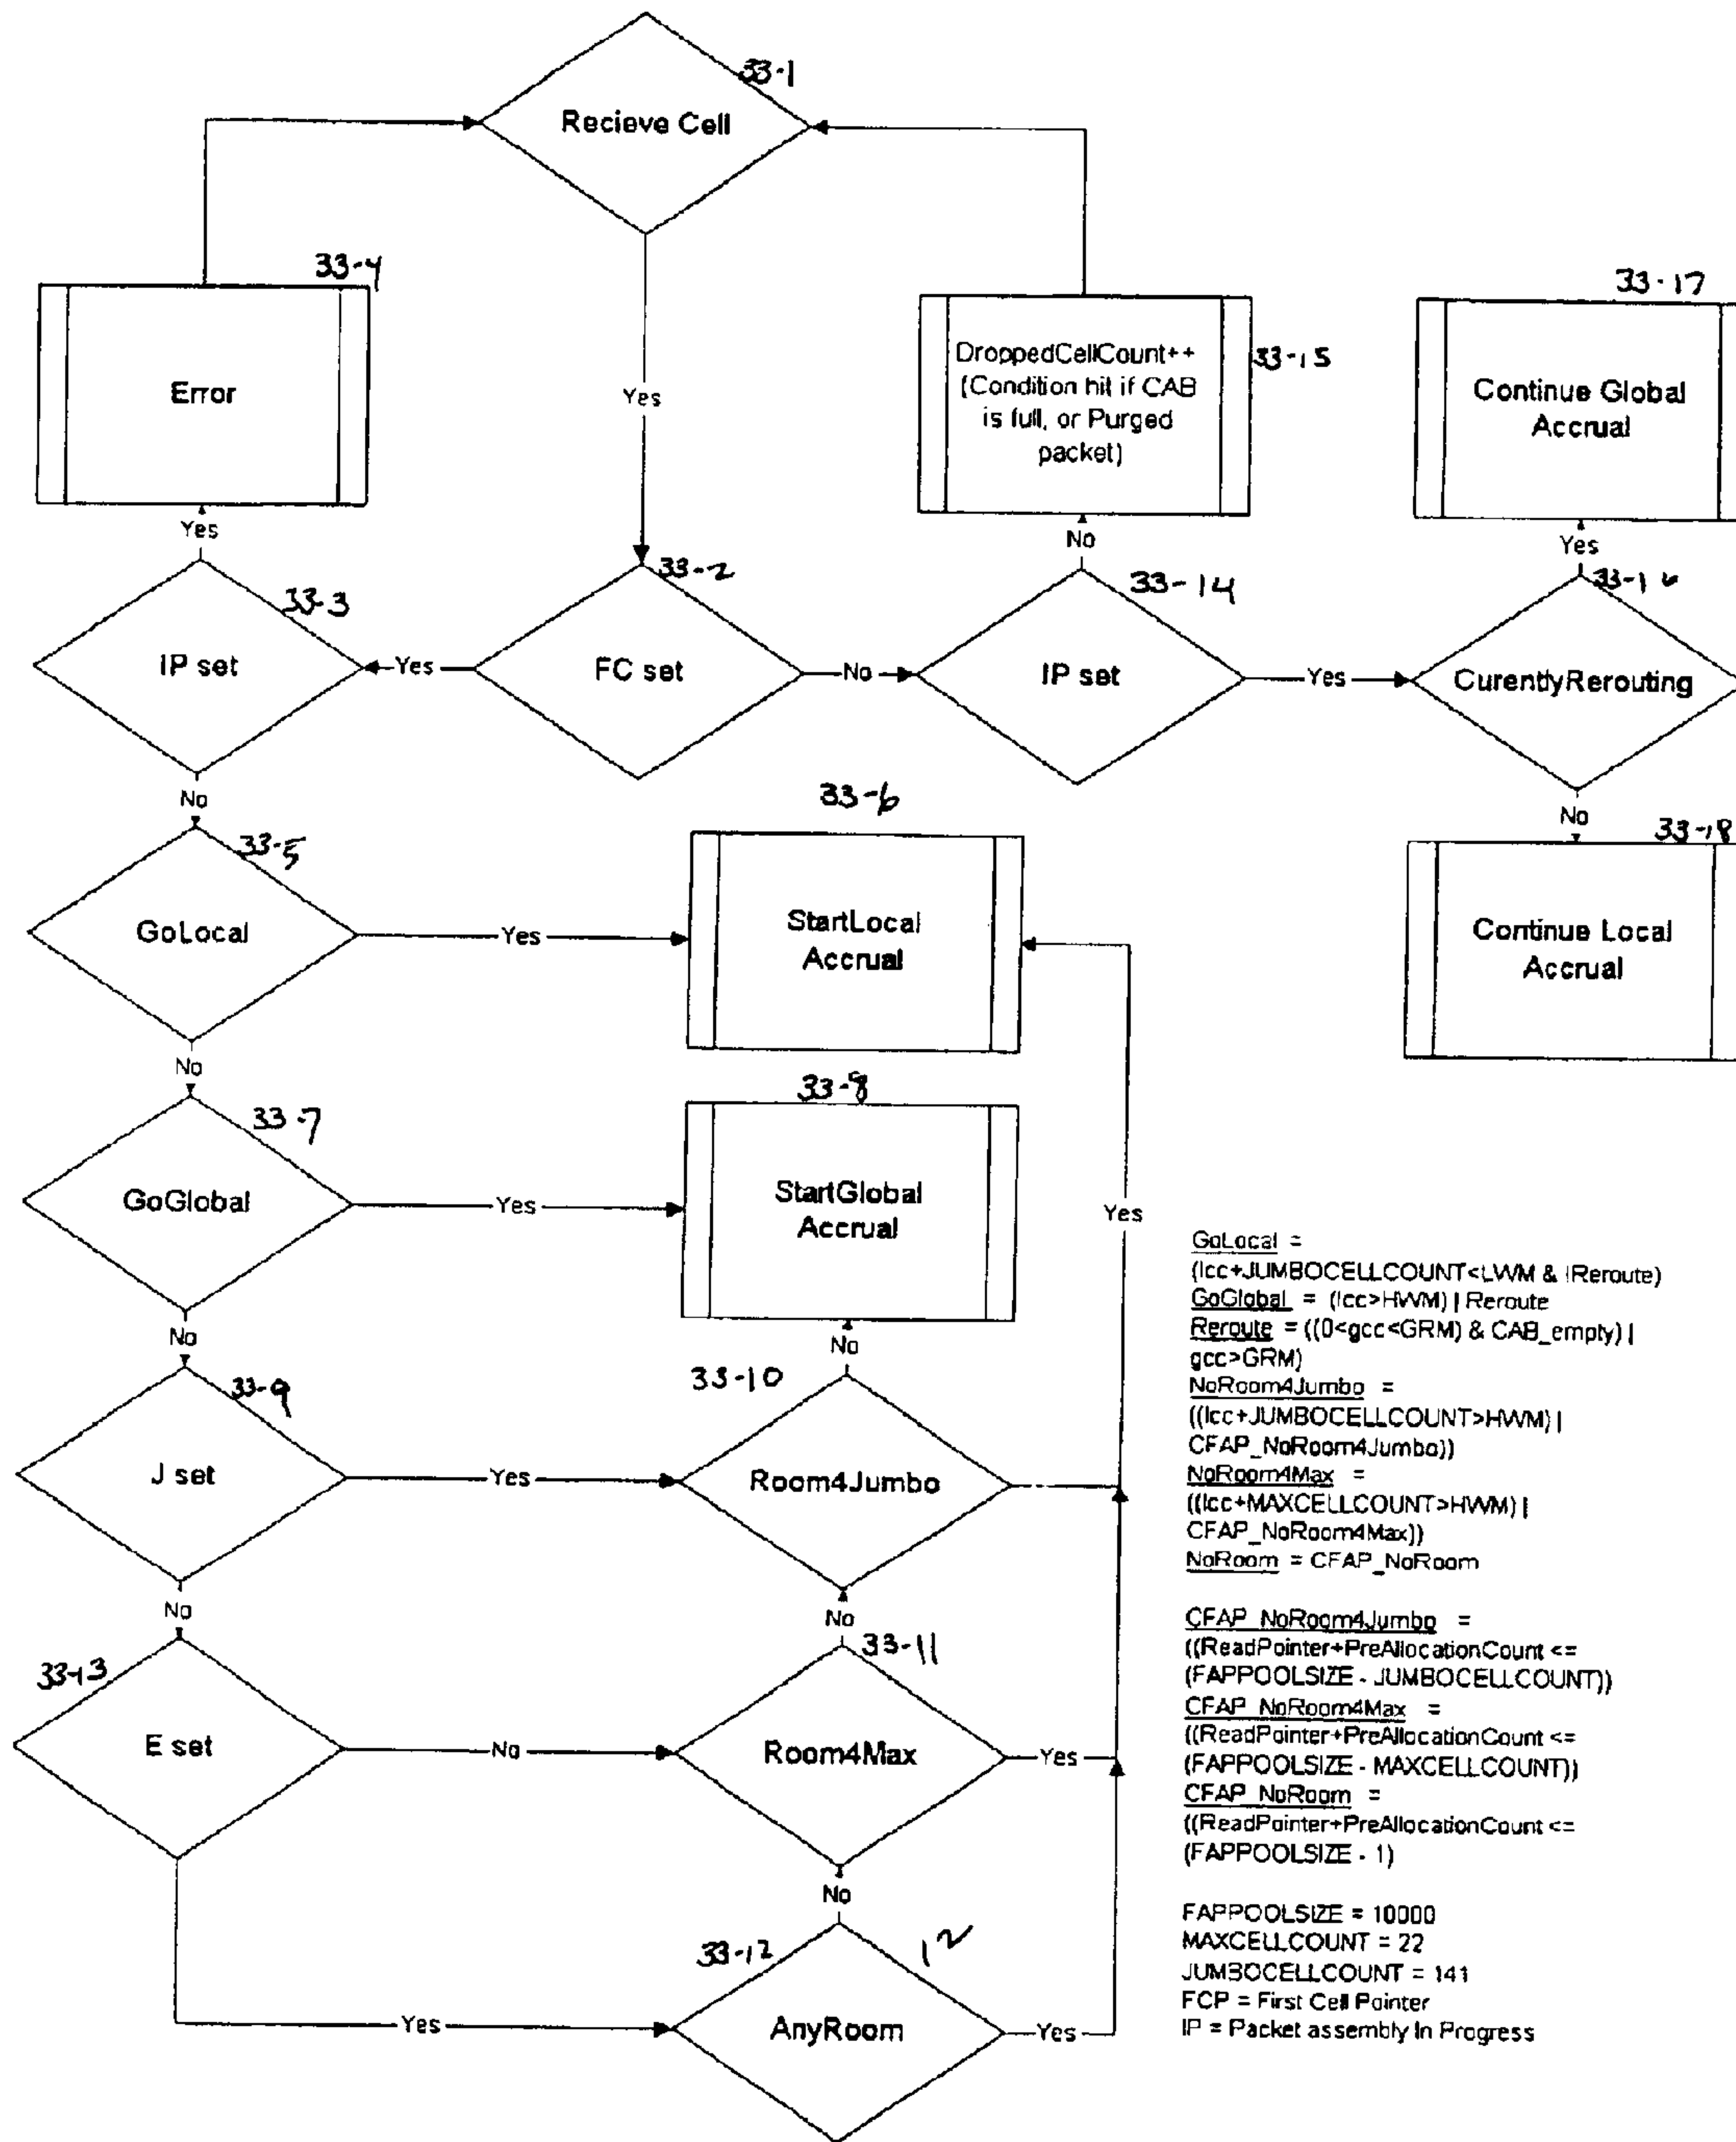 33-1
Recieve Cell
33-4
Error
Yes
DroppedCellCount++
(Condition hit if CAB
is full, or Purged
packet)
33-15
33-17
Continue Global
Accrual
Yes
No
Yes
33-3
IP set
Yes
33-2
FC set
No
33-14
IP set
Yes
33-16
CurentlyRerouting
No
No
33-5
GoLocal
Yes
33-6
StartLocal
Accrual
33-18
Continue Local
Accrual
No
33-7
GoGlobal
Yes
33-8
StartGlobal
Accrual
Yes
No
No
33-9
J set
Yes
33-10
Room4Jumbo
No
No
33-13
E set
No
33-11
Room4Max
Yes
No
Yes
33-12
12
AnyRoom
Yes
GoLocal =
(lcc+JUMBOCELLCOUNT<LWM & !Reroute)
GoGlobal = (lcc>HWM) | Reroute
Reroute = ((0<gcc<GRM) & CAB_empty) |
gcc>GRM)
NoRoom4Jumbo =
((lcc+JUMBOCELLCOUNT>HWM) |
CFAP_NoRoom4Jumbo))
NoRoom4Max =
((lcc+MAXCELLCOUNT>HWM) |
CFAP_NoRoom4Max))
NoRoom = CFAP_NoRoom
CFAP_NoRoom4Jumbo =
((ReadPointer+PreAllocationCount <=
(FAPPOOLSIZE - JUMBOCELLCOUNT))
CFAP_NoRoom4Max =
((ReadPointer+PreAllocationCount <=
(FAPPOOLSIZE - MAXCELLCOUNT))
CFAP_NoRoom =
((ReadPointer+PreAllocationCount <=
(FAPPOOLSIZE - 1)
FAPPOOLSIZE = 10000
MAXCELLCOUNT = 22
JUMBOCELLCOUNT = 141
FCP = First Cell Pointer
IP = Packet assembly In Progress